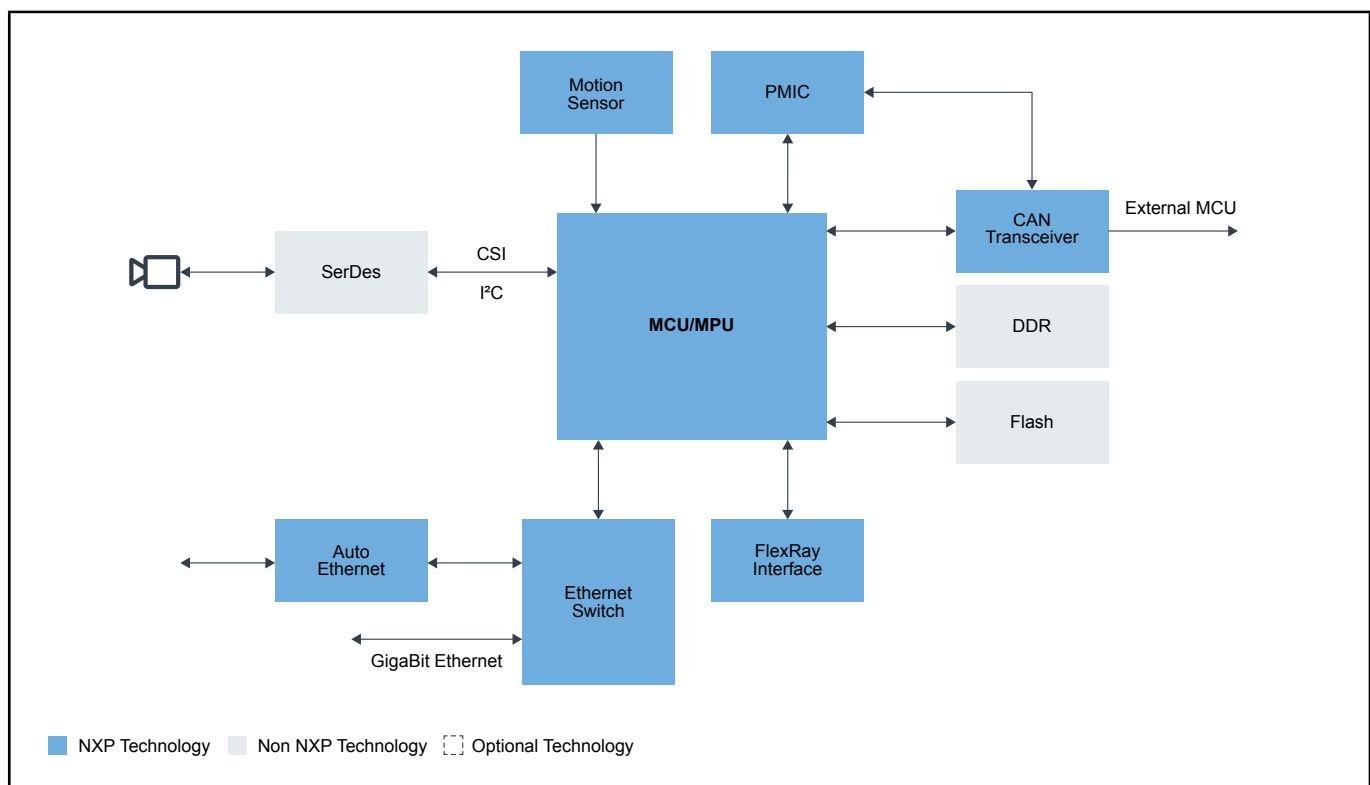 Motion
Sensor
PMIC
CAN
Transceiver
External MCU
SerDes
CSI
I²C
MCU/MPU
DDR
Flash
Auto
Ethernet
Ethernet
Switch
FlexRay
Interface
GigaBit Ethernet
NXP Technology
Non NXP Technology
Optional Technology